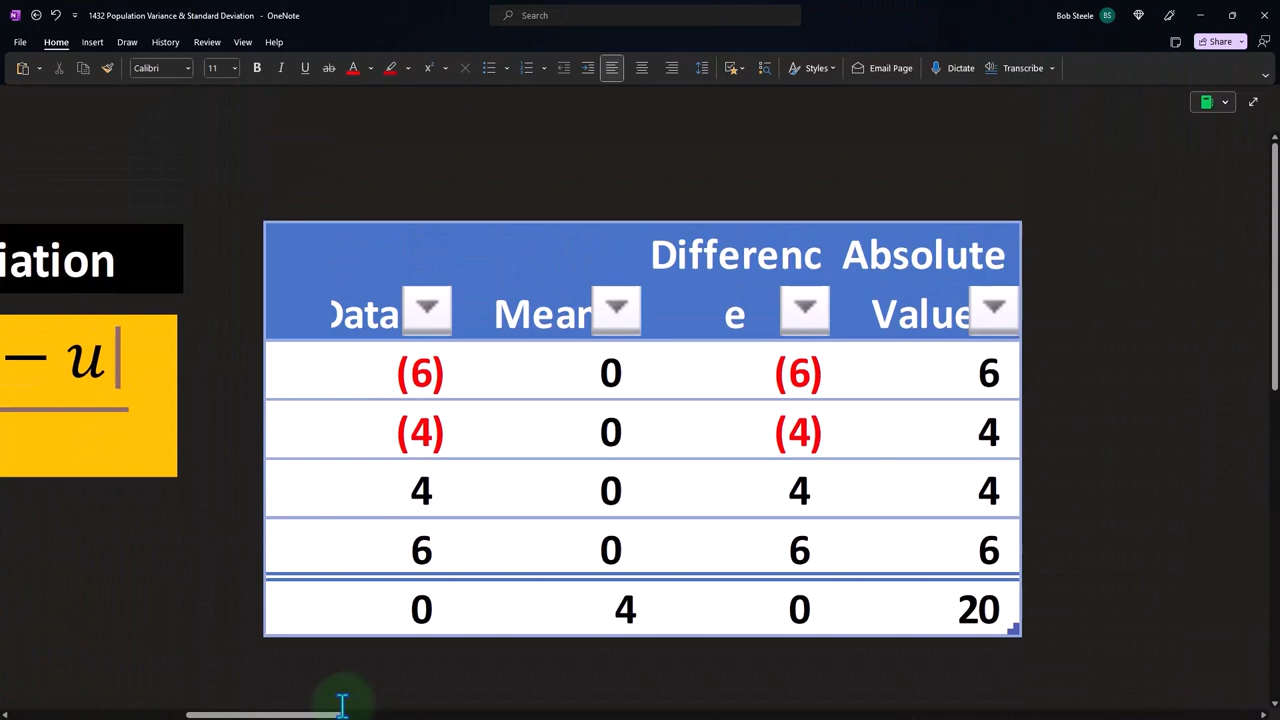 1432 Population Variance & Standard Deviation - OneNote
Search
Bob Steele BS
File Home Insert Draw History Review View Help
Share
Calibri 11 B I U ab A x Styles Email Page Dictate Transcribe
iation
− u
Differenc Absolute
Data Mean e Value
(6) 0 (6) 6
(4) 0 (4) 4
4 0 4 4
6 0 6 6
0 4 0 20